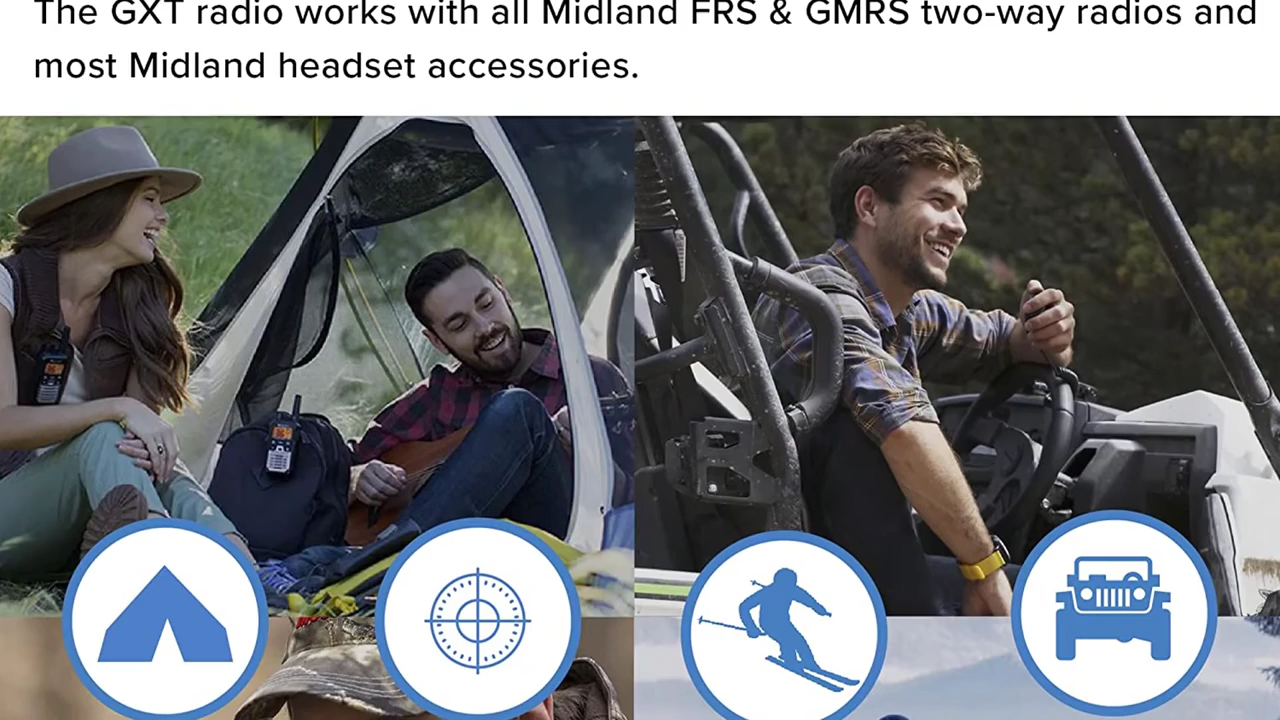 The GXT radio works with all Midland FRS & GMRS two-way radios and
most Midland headset accessories.